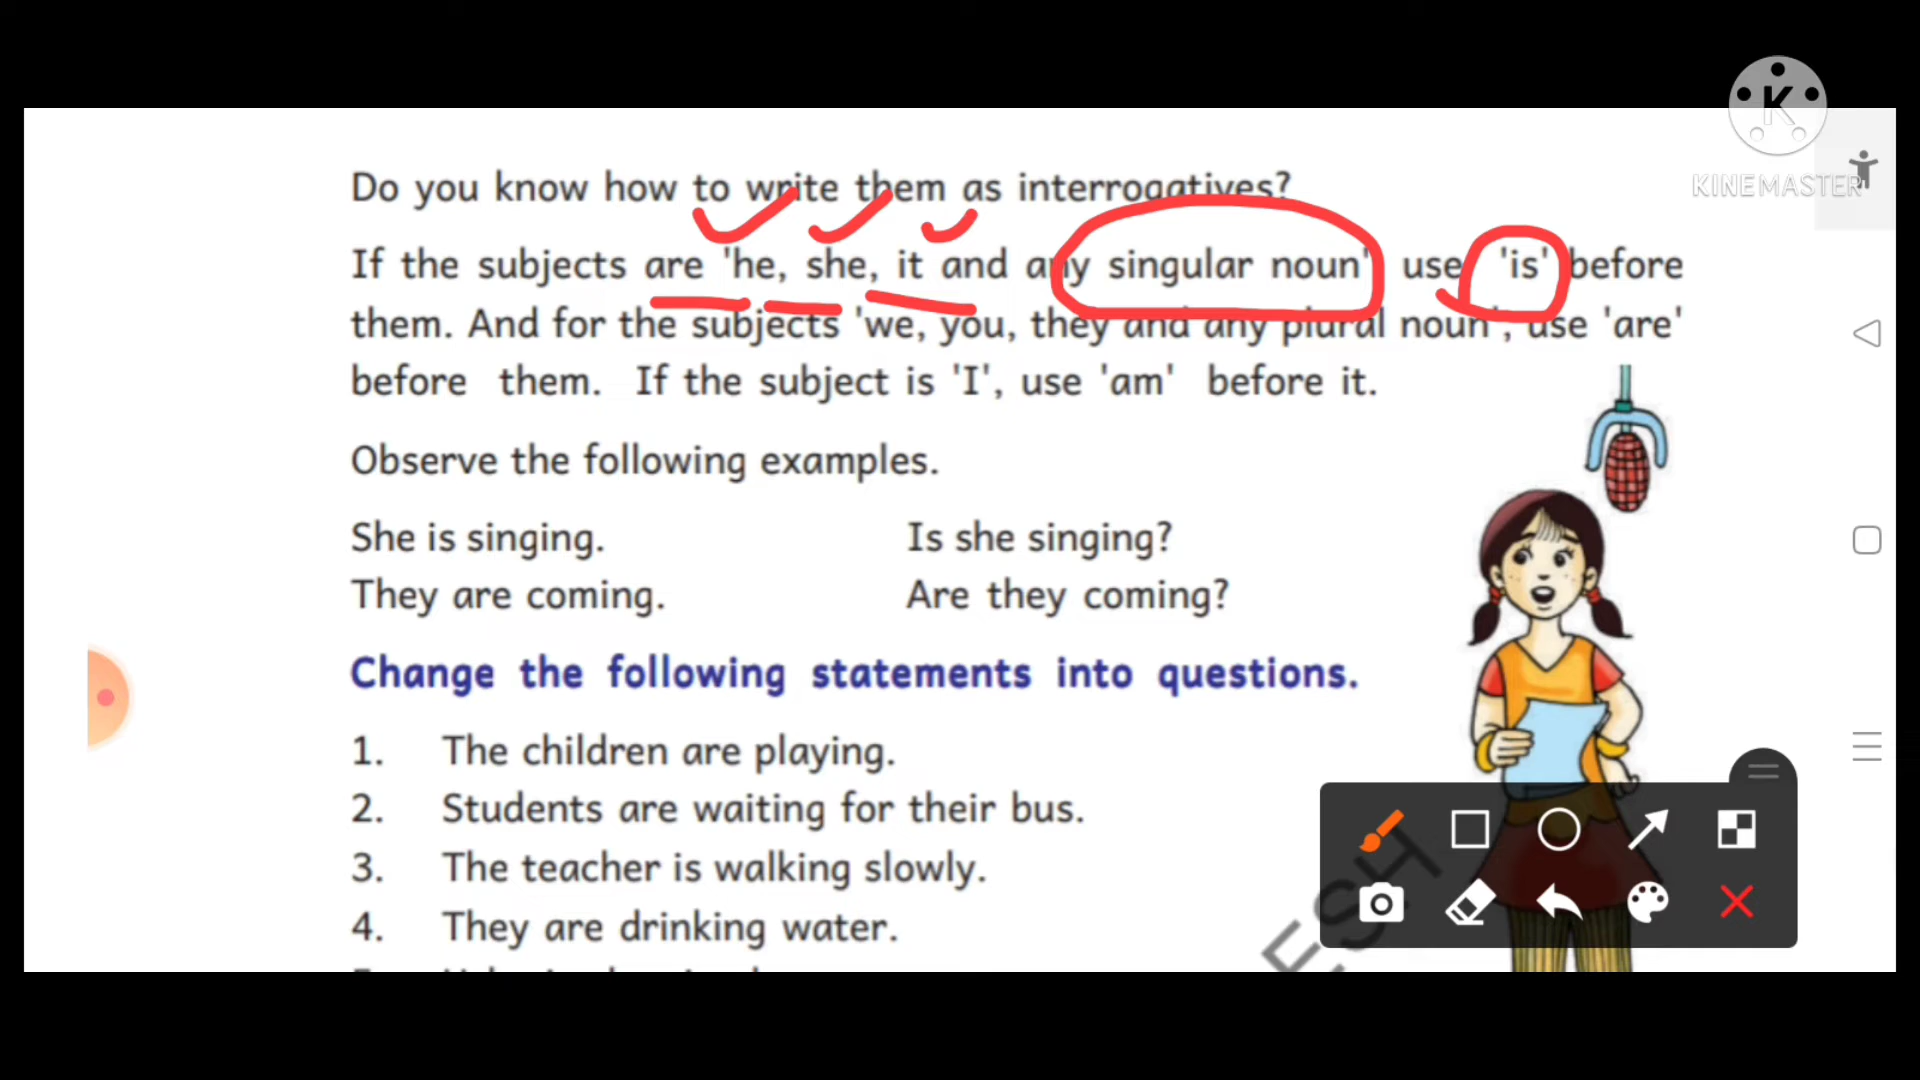 KINEMASTER
Do you know how to write them as interrogatives?
If the subjects are 'he, she, it and any singular noun' use 'is' before
them. And for the subjects 'we, you, they and any plural noun', use 'are'
before them. If the subject is 'I', use 'am' before it.
Observe the following examples.
She is singing. Is she singing?
They are coming. Are they coming?
Change the following statements into questions.
1. The children are playing.
2. Students are waiting for their bus.
3. The teacher is walking slowly.
4. They are drinking water.
ESH